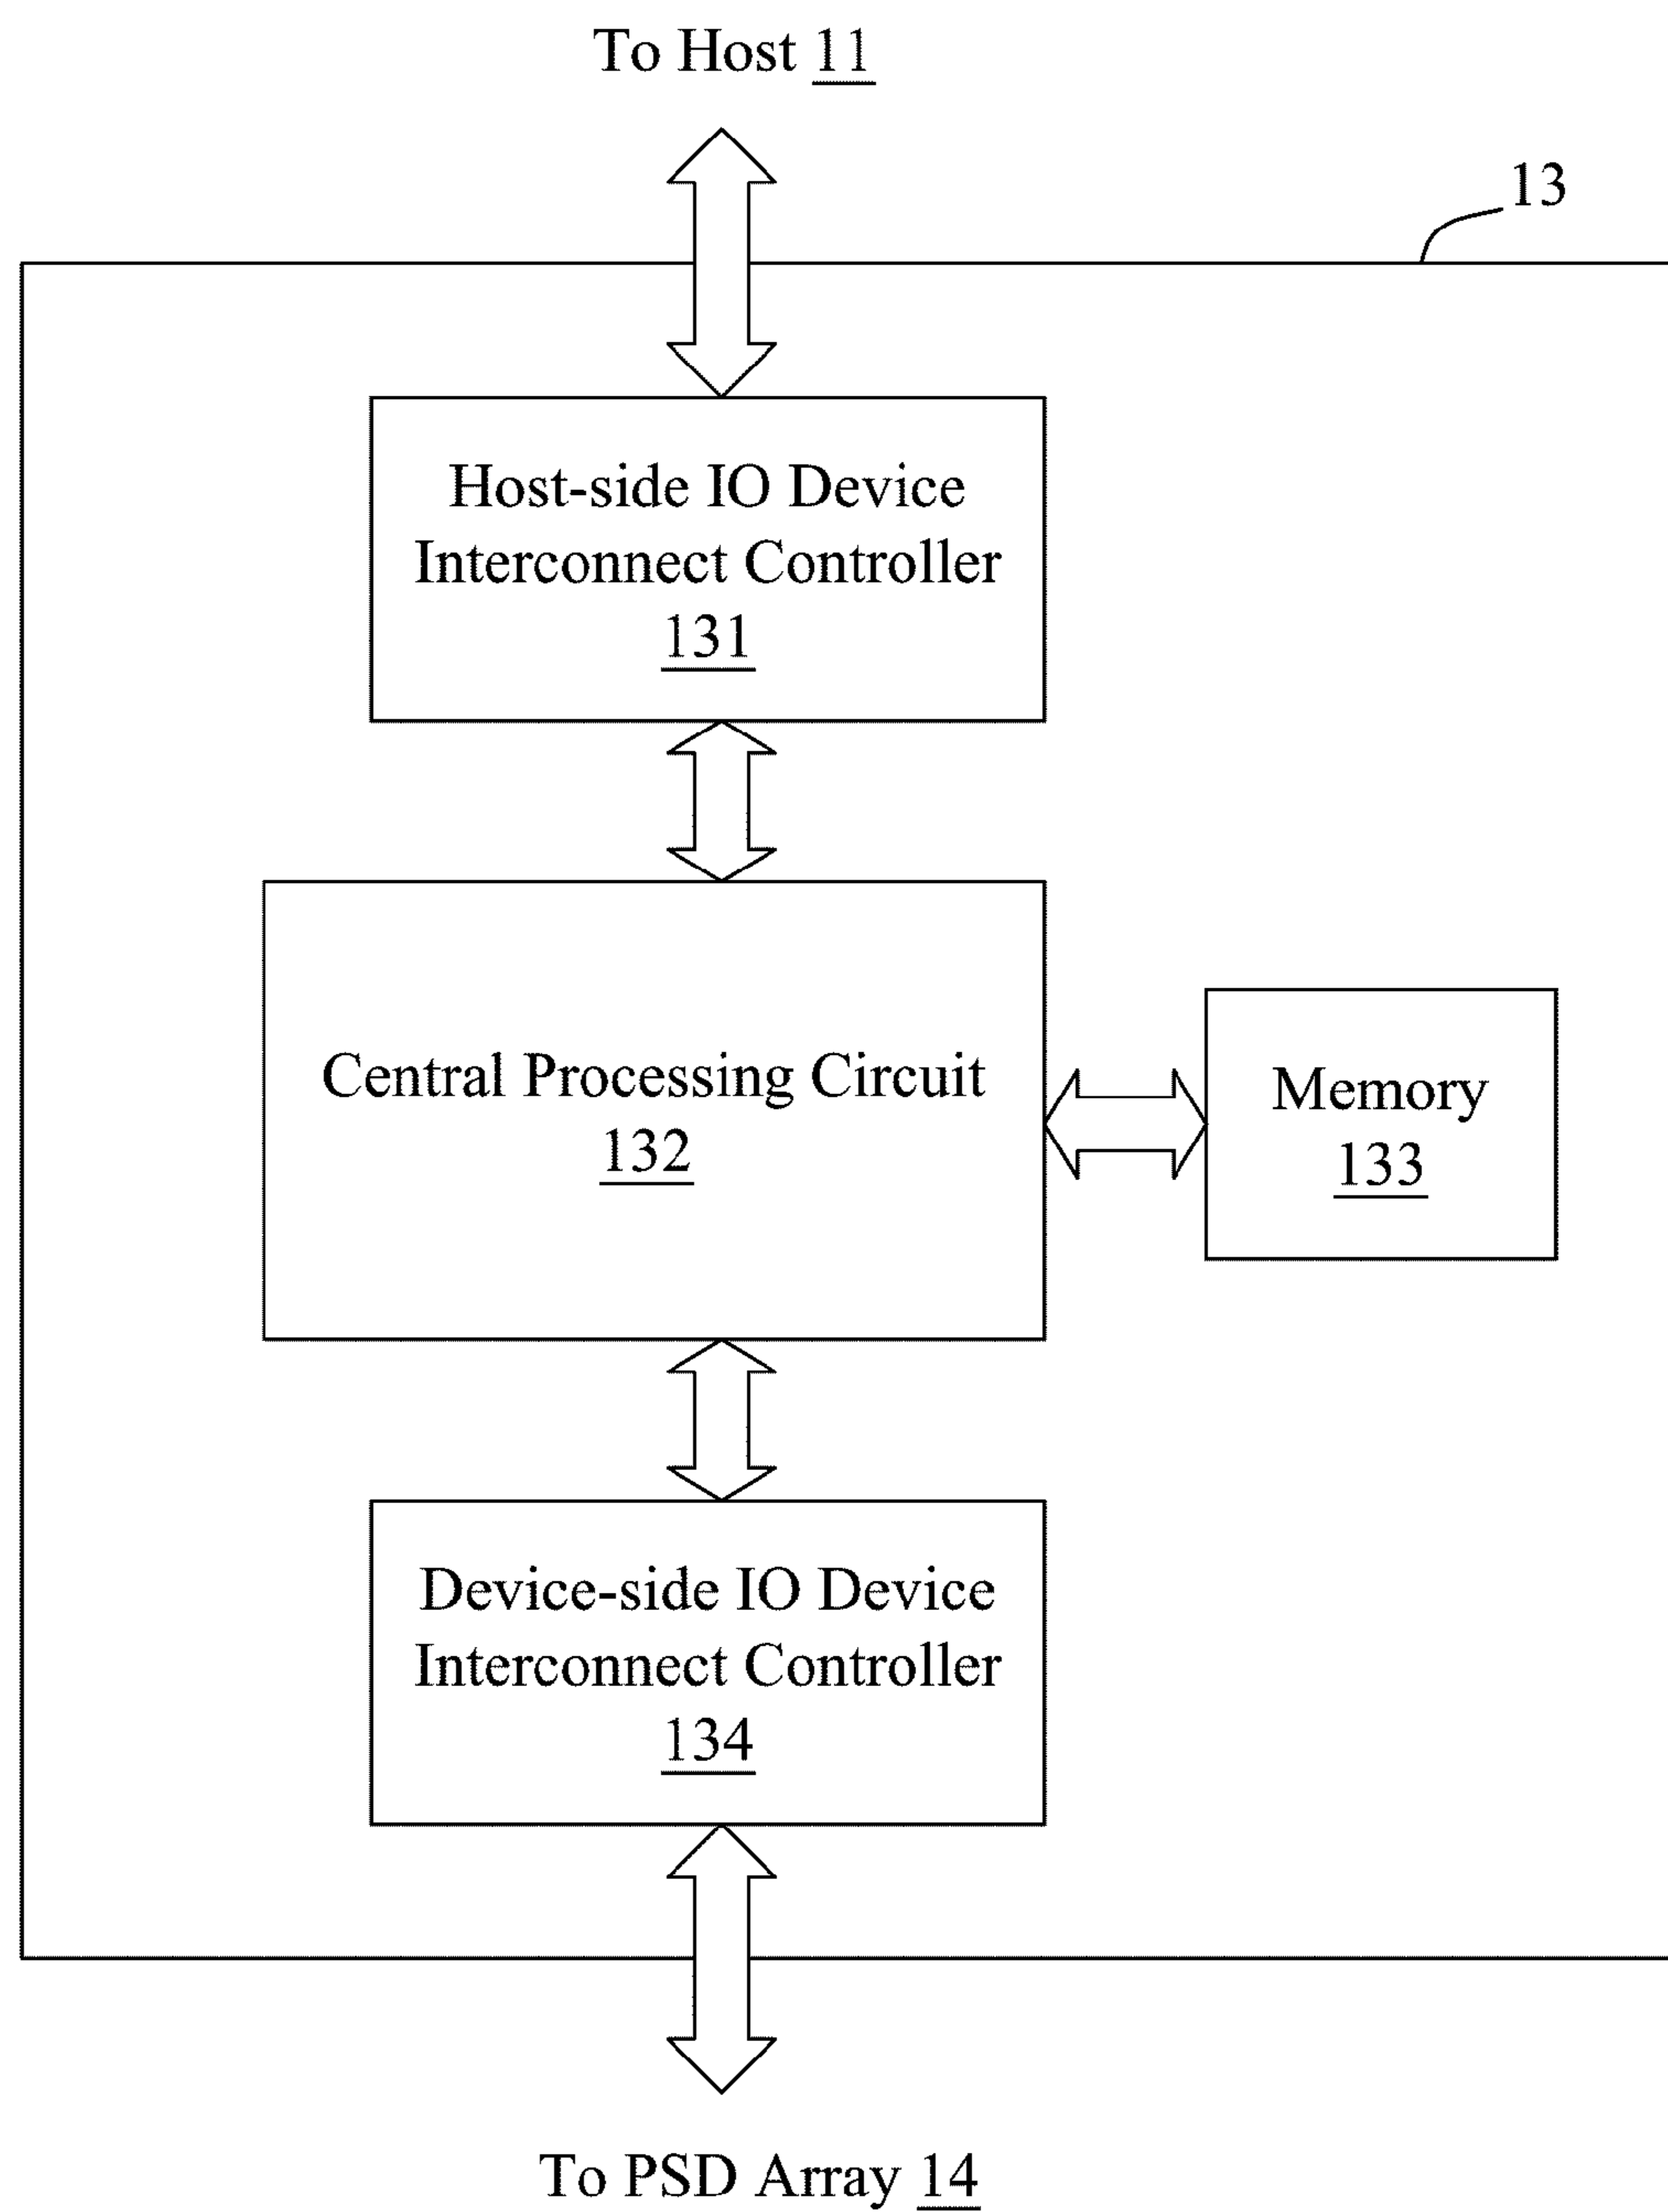 To Host 11
13
Host-side IO Device
Interconnect Controller
131
Central Processing Circuit
132
Memory
133
Device-side IO Device
Interconnect Controller
134
To PSD Array 14